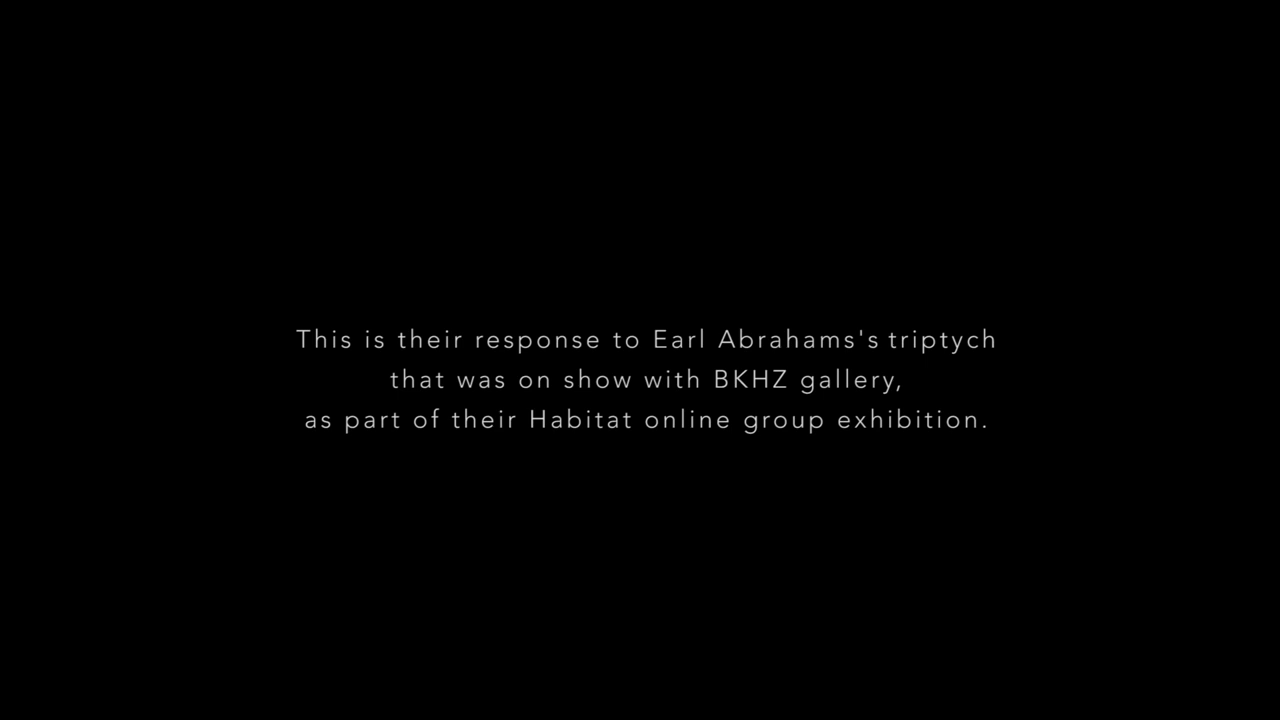 This is their response to Earl Abrahams's triptych
that was on show with BKHZ gallery,
as part of their Habitat online group exhibition.